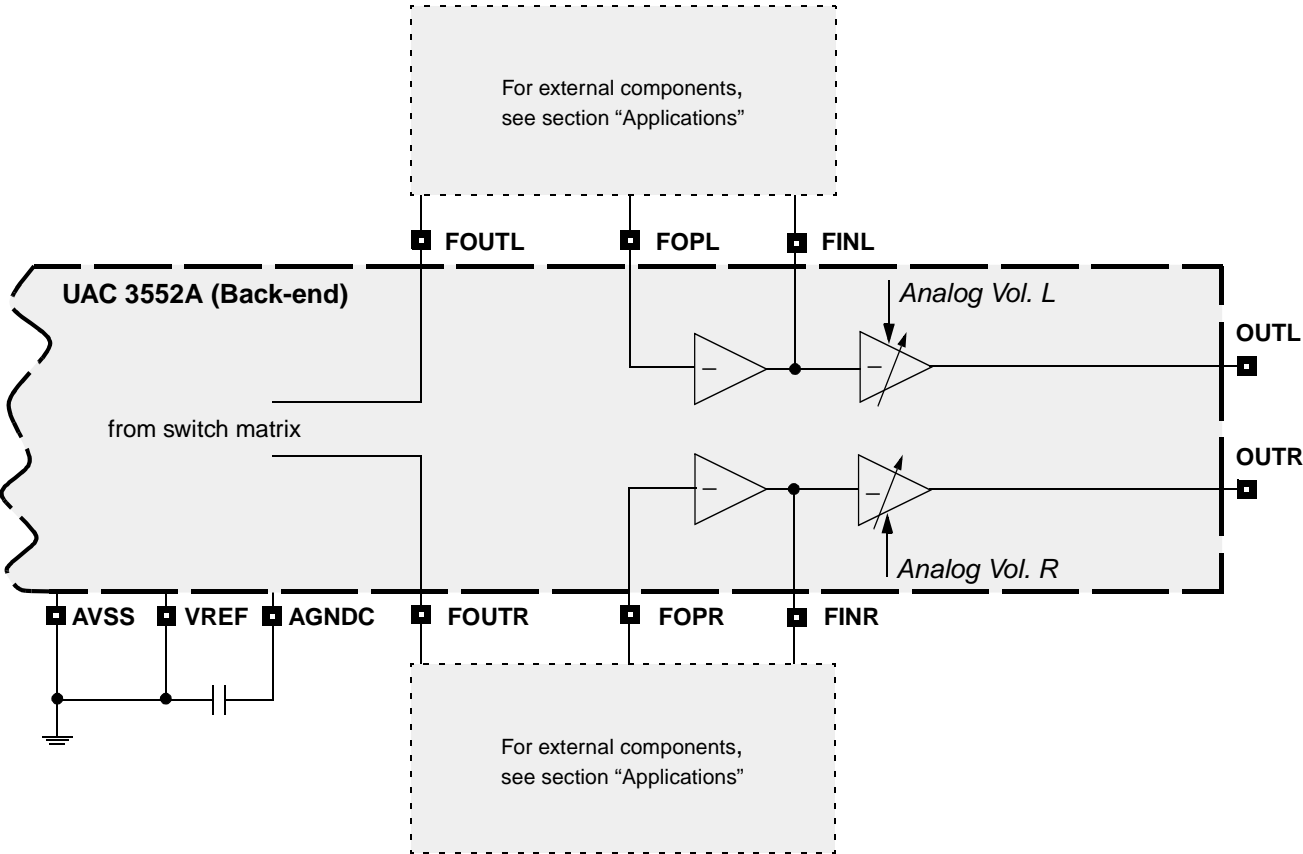 For external components,
see section “Applications”
FOUTL
FOPL
FINL
UAC 3552A (Back-end)
Analog Vol. L
OUTL
from switch matrix
OUTR
Analog Vol. R
AVSS
VREF
AGNDC
FOUTR
FOPR
FINR
For external components,
see section “Applications”